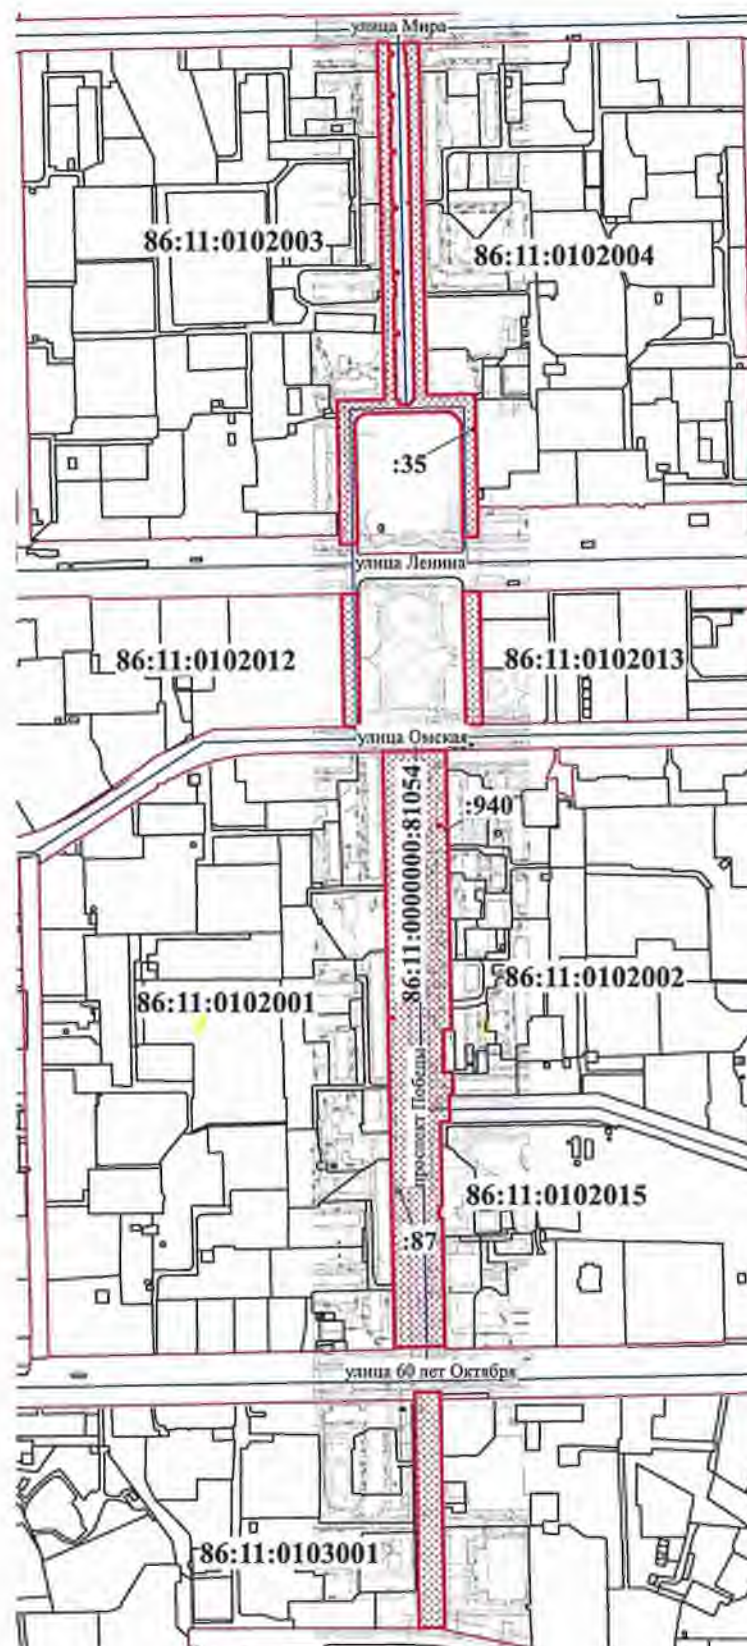 улица Мира
86:11:0102003
86:11:0102004
:35
улица Ленина
86:11:0102012
86:11:0102013
улица Омская
86:11:0000000:81054
:940
86:11:0102002
86:11:0102001
проспект Победы
86:11:0102015
:87
улица 60 лет Октября
86:11:0103001